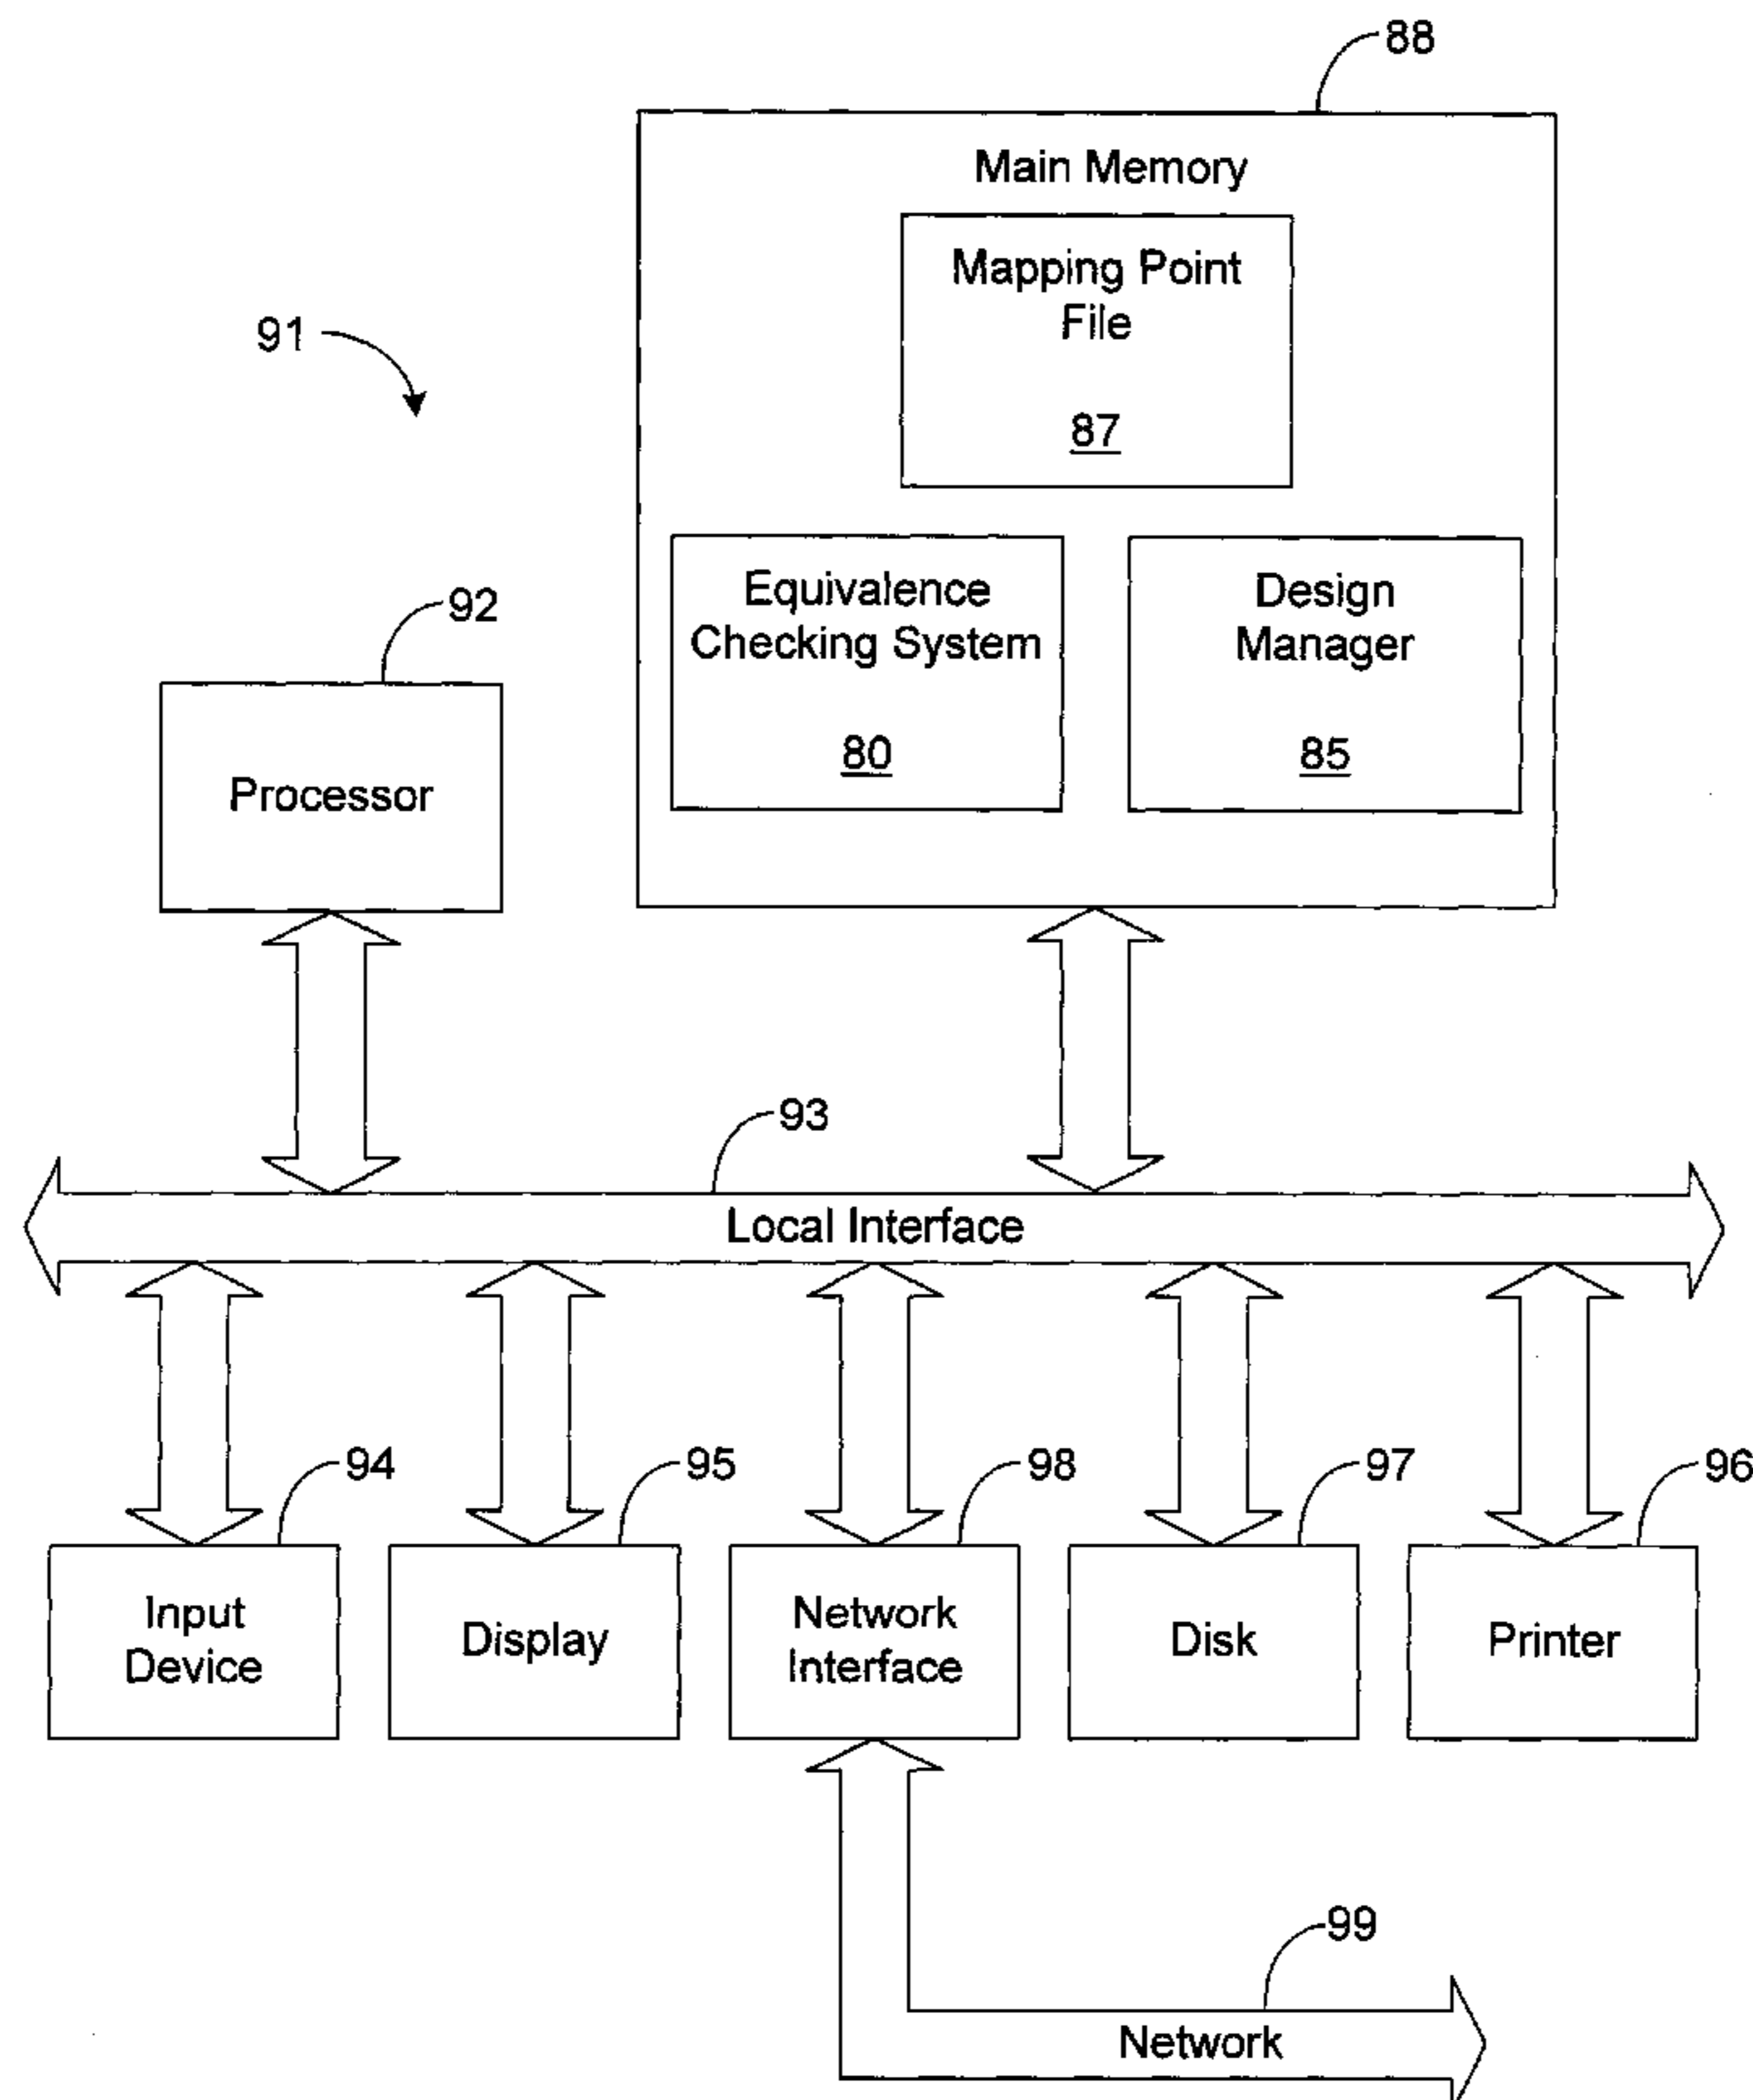 88
Main Memory
Mapping Point
File
87
91
Equivalence
Checking System
80
Design
Manager
85
92
Processor
93
Local Interface
94
95
98
97
96
Input
Device
Display
Network
Interface
Disk
Printer
99
Network